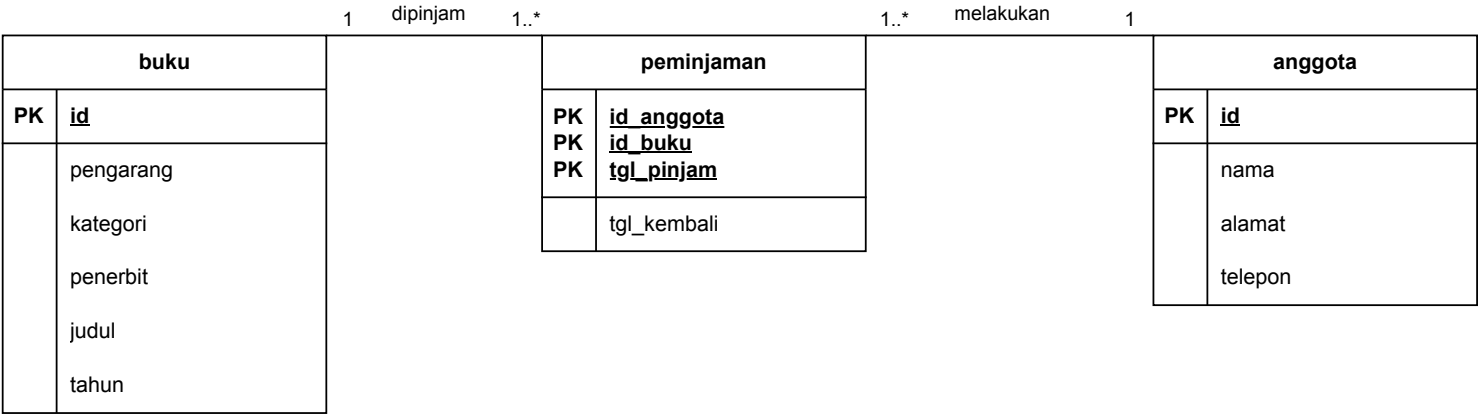 1 dipinjam 1..* 1..* melakukan 1
buku
PK id
pengarang
kategori
penerbit
judul
tahun
peminjaman
PK id_anggota
PK id_buku
PK tgl_pinjam
tgl_kembali
anggota
PK id
nama
alamat
telepon